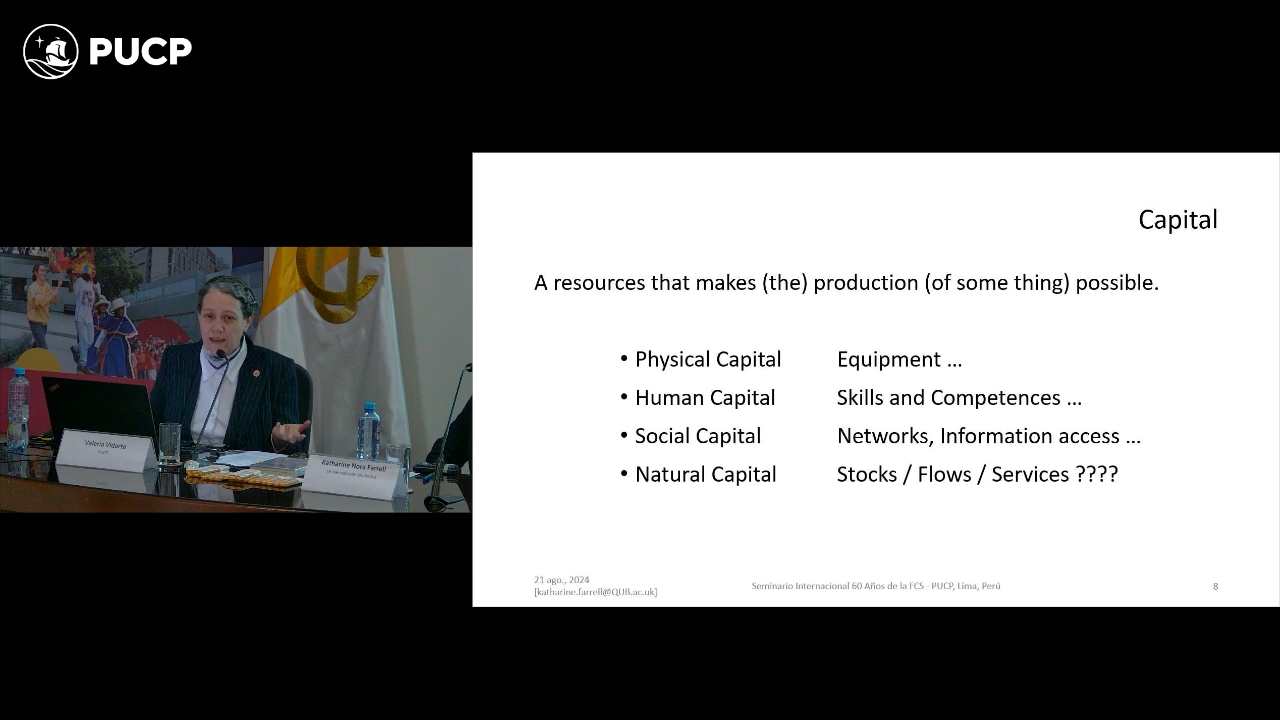 PUCP
Capital
A resources that makes (the) production (of some thing) possible.
• Physical Capital Equipment ...
• Human Capital Skills and Competences ...
• Social Capital Networks, Information access ...
• Natural Capital Stocks / Flows / Services ????
21 ago., 2024
[katharine.farrell@QUB.ac.uk]
Seminario Internacional 60 Años de la FCS - PUCP, Lima, Perú
8
Valeria Vidarte
PUCP
Katharine Nora Farrell